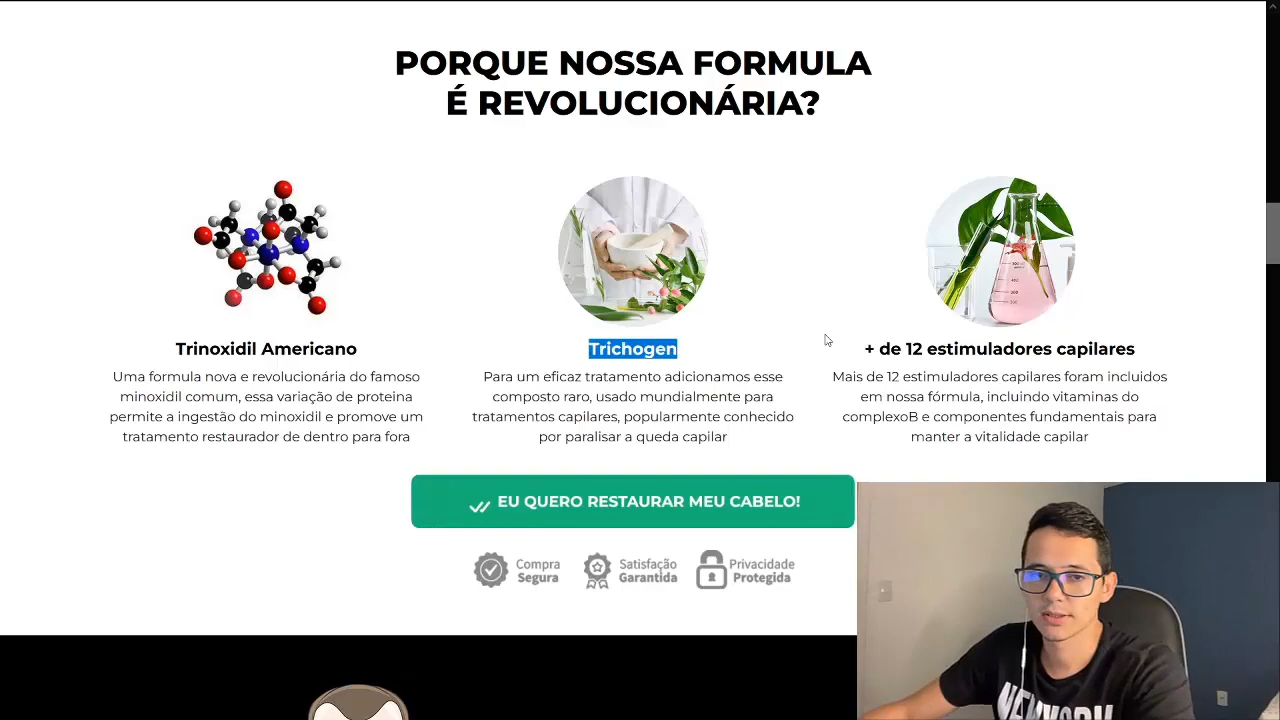 PORQUE NOSSA FORMULA
É REVOLUCIONÁRIA?
Trinoxidil Americano
Uma formula nova e revolucionária do famoso
minoxidil comum, essa variação de proteina
permite a ingestão do minoxidil e promove um
tratamento restaurador de dentro para fora
Trichogen
Para um eficaz tratamento adicionamos esse
composto raro, usado mundialmente para
tratamentos capilares, popularmente conhecido
por paralisar a queda capilar
+ de 12 estimuladores capilares
Mais de 12 estimuladores capilares foram incluidos
em nossa fórmula, incluindo vitaminas do
complexoB e componentes fundamentais para
manter a vitalidade capilar
EU QUERO RESTAURAR MEU CABELO!
Compra
Segura
Satisfação
Garantida
Privacidade
Protegida